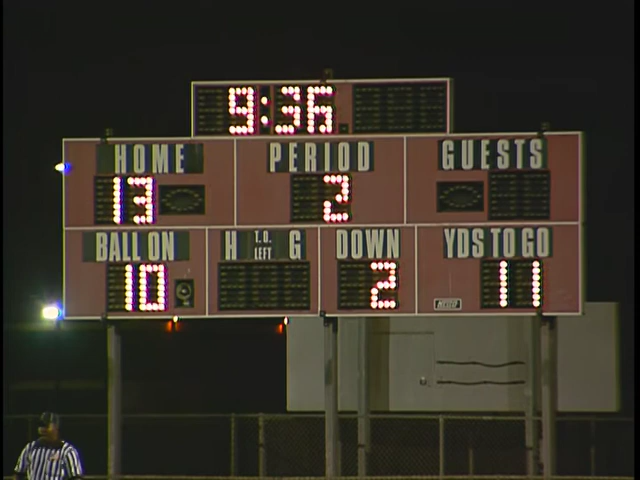 9:36
HOME PERIOD GUESTS
13 2
BALL ON H T.O. LEFT G DOWN YDS TO GO
10 2 11